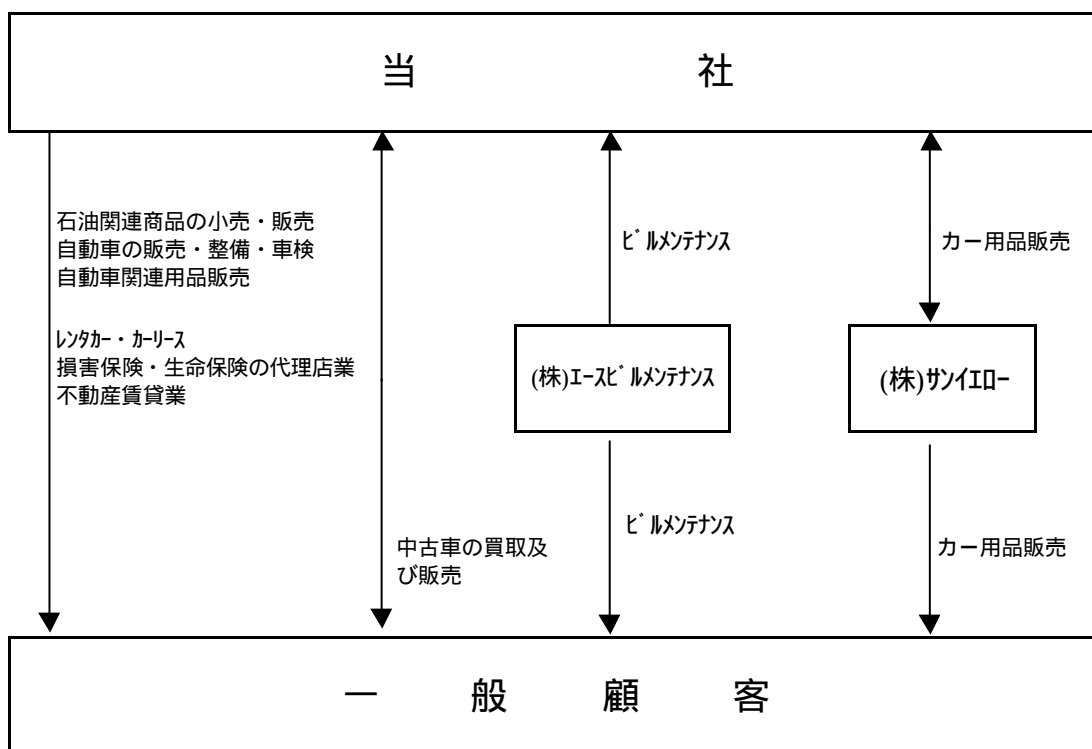 当 社
石油関連商品の小売・販売
自動車の販売・整備・車検
自動車関連用品販売
レンタカー・カーリース
損害保険・生命保険の代理店業
不動産賃貸業
中古車の買取及
び販売
ビルメンテナンス
(株)エースビルメンテナンス
ビルメンテナンス
カー用品販売
(株)サンイエロー
カー用品販売
一 般 顧 客